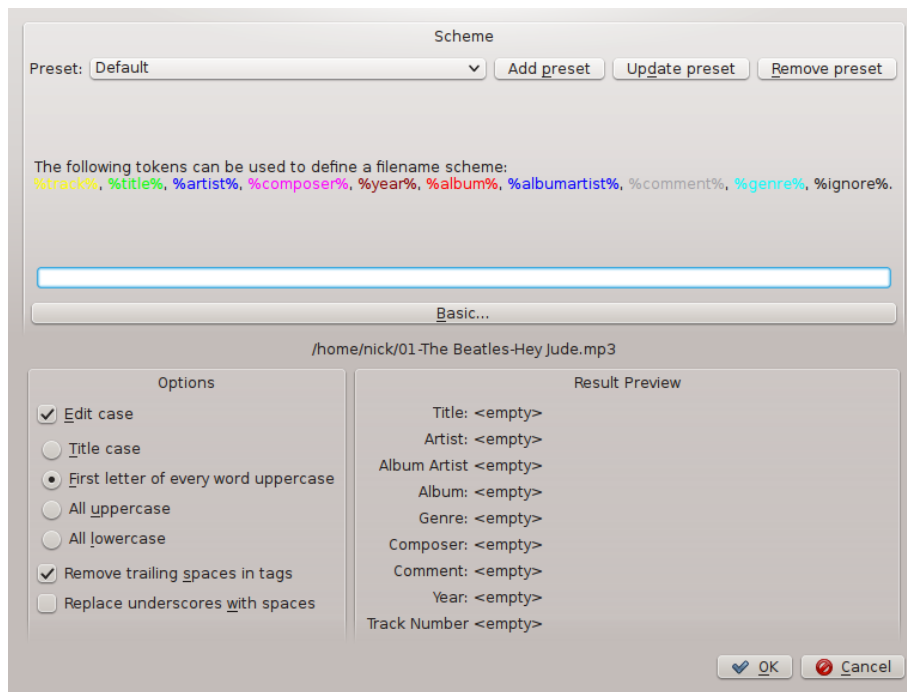 Scheme
Preset: Default Add preset Update preset Remove preset
The following tokens can be used to define a filename scheme:
%track%, %title%, %artist%, %composer%, %year%, %album%, %albumartist%, %comment%, %genre%, %ignore%.
Basic...
/home/nick/01-The Beatles-Hey Jude.mp3
Options
Edit case
Title case
First letter of every word uppercase
All uppercase
All lowercase
Remove trailing spaces in tags
Replace underscores with spaces
Result Preview
Title: <empty>
Artist: <empty>
Album Artist <empty>
Album: <empty>
Genre: <empty>
Composer: <empty>
Comment: <empty>
Year: <empty>
Track Number <empty>
OK Cancel